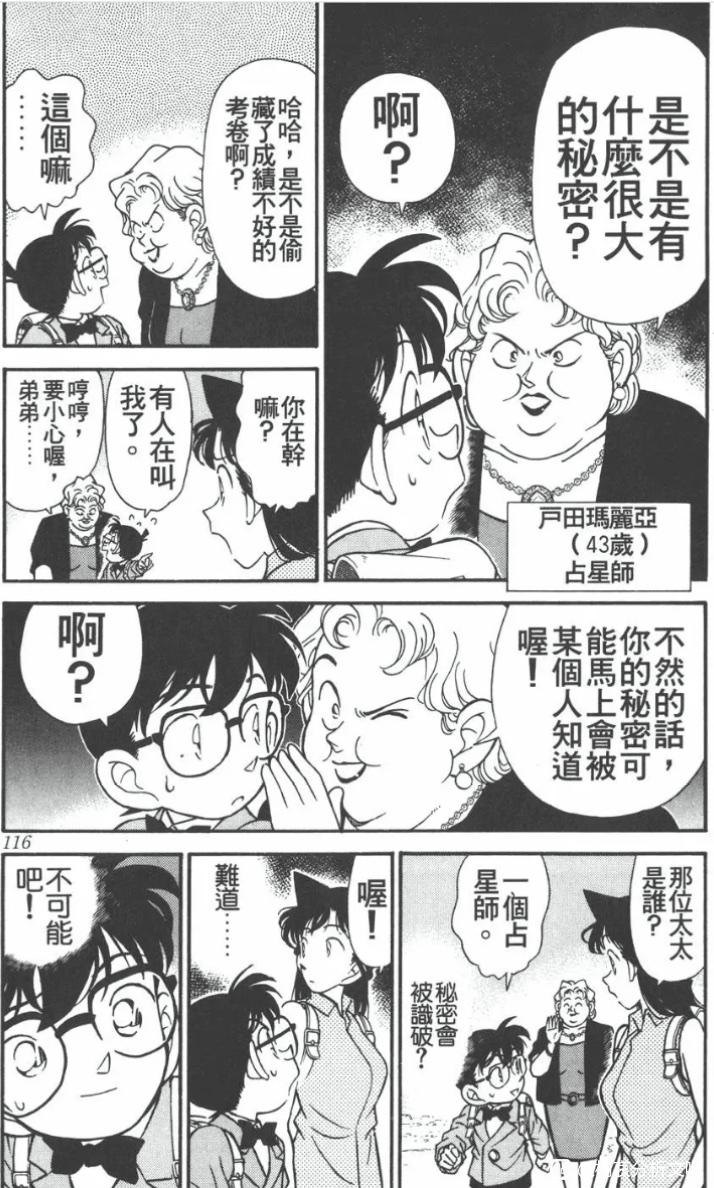 是不是有
什麼很大
的秘密？
啊？
戸田瑪麗亞
（43歲）
占星師
哈哈，是不是偷
藏了成績不好的
考卷啊？
這個嘛
……
你在幹
嘛？
有人在叫
我了。
哼哼，
要小心喔，
弟弟……
不然的話，
你的秘密可
能馬上會被
某個人知道
喔！
啊？
116
那位太太
是誰？
一個占
星師。
秘密會
被識破？
喔！
難道
……
不可能
吧！